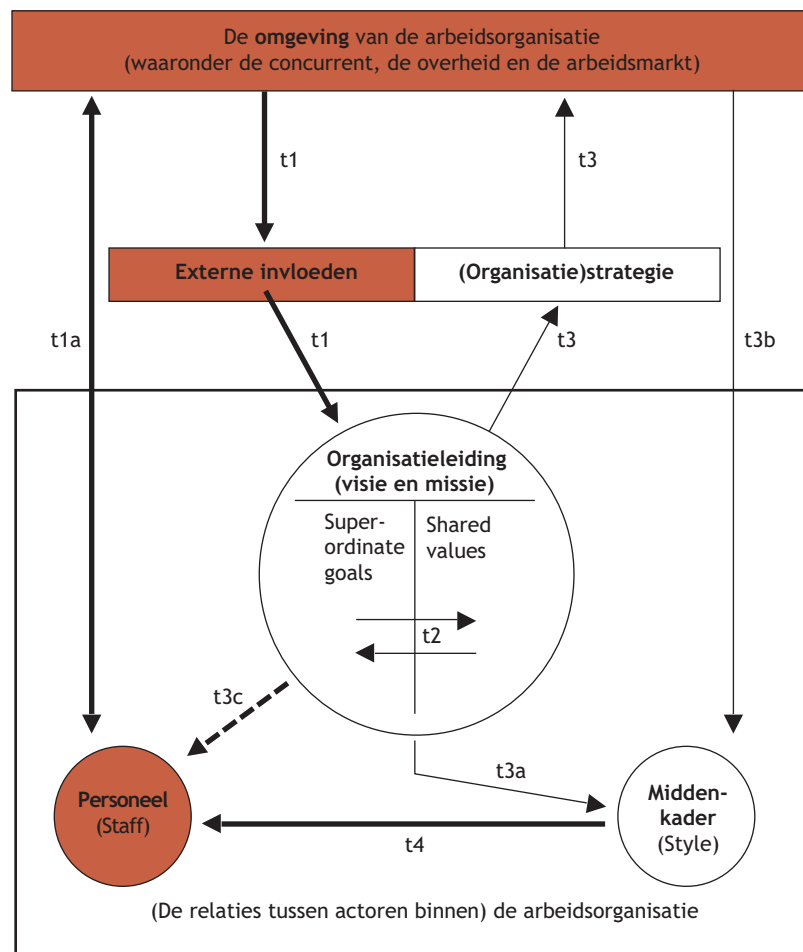 De omgeving van de arbeidsorganisatie
(waaronder de concurrent, de overheid en de arbeidsmarkt)
t1
t3
Externe invloeden
(Organisatie)strategie
t1a
t1
t3
t3b
Organisatieleiding
(visie en missie)
Super-
ordinate
goals
Shared
values
t2
t3c
t3a
Personeel
(Staff)
Midden-
kader
(Style)
t4
(De relaties tussen actoren binnen) de arbeidsorganisatie